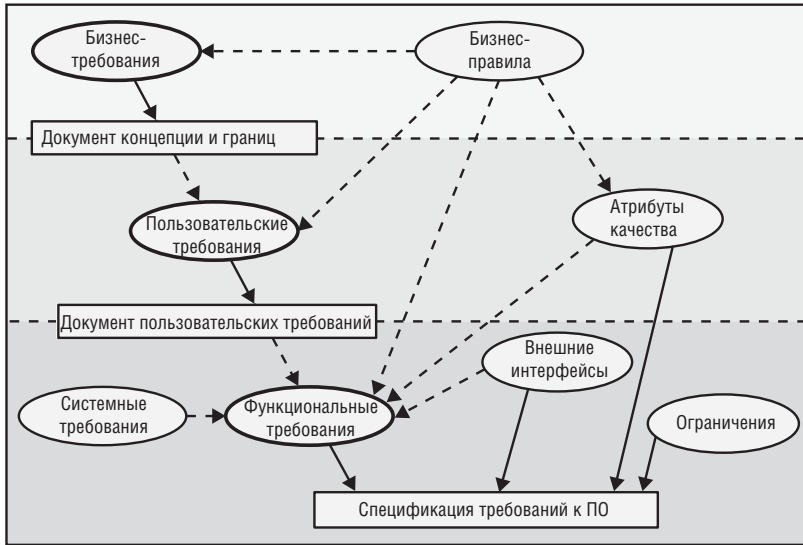 Бизнес-
требования
Бизнес-
правила
Документ концепции и границ
Пользовательские
требования
Атрибуты
качества
Документ пользовательских требований
Внешние
интерфейсы
Системные
требования
Функциональные
требования
Ограничения
Спецификация требований к ПО